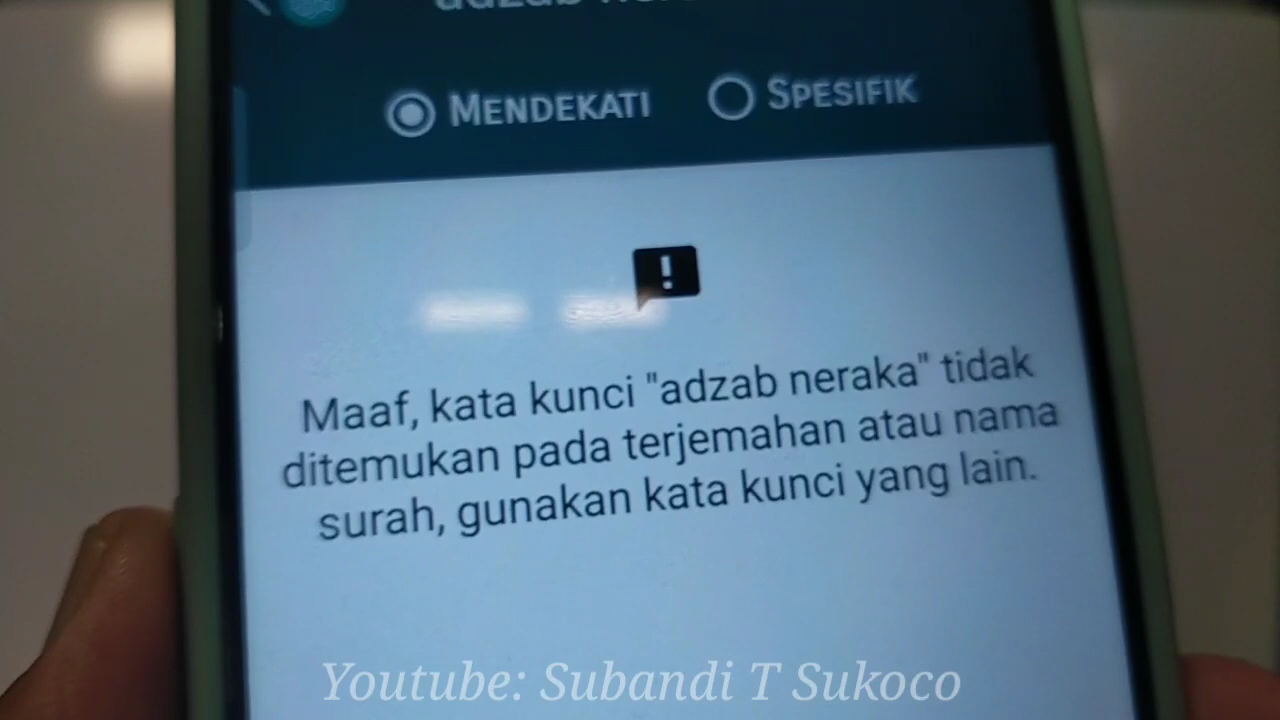 adzab
MENDEKATI SPESIFIK
Maaf, kata kunci "adzab neraka" tidak
ditemukan pada terjemahan atau nama
surah, gunakan kata kunci yang lain.
Youtube: Subandi T Sukoco